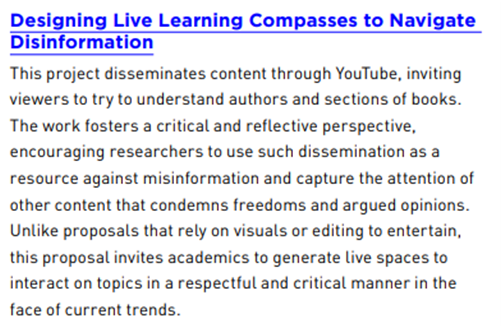 Designing Live Learning Compasses to Navigate
Disinformation
This project disseminates content through YouTube, inviting
viewers to try to understand authors and sections of books.
The work fosters a critical and reflective perspective,
encouraging researchers to use such dissemination as a
resource against misinformation and capture the attention of
other content that condemns freedoms and argued opinions.
Unlike proposals that rely on visuals or editing to entertain,
this proposal invites academics to generate live spaces to
interact on topics in a respectful and critical manner in the
face of current trends.